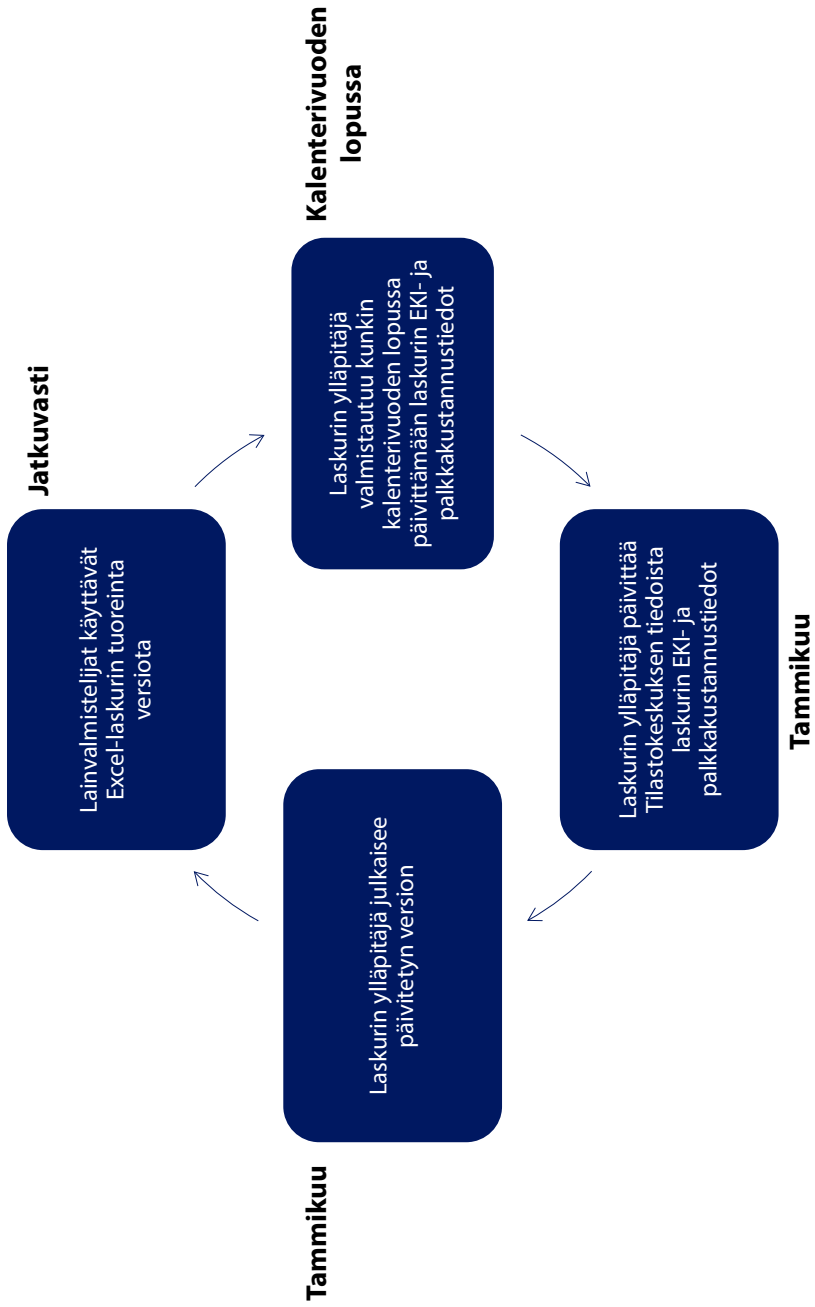 Jatkuvasti
Lainvalmistelijat käyttävät
Excel-laskurin tuoreinta
versiota
Kalenterivuoden
lopussa
Laskurin ylläpitäjä
valmistautuu kunkin
kalenterivuoden lopussa
päivittämään laskurin EKI- ja
palkkakustannustiedot
Laskurin ylläpitäjä päivittää
Tilastokeskuksen tiedoista
laskurin EKI- ja
palkkakustannustiedot
Tammikuu
Tammikuu
Laskurin ylläpitäjä julkaisee
päivitetyn version